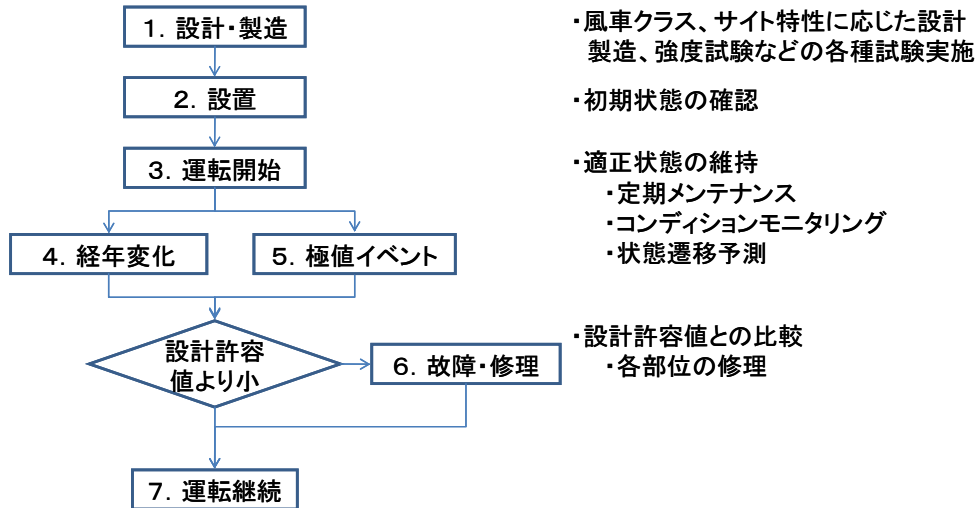 1．設計・製造
・風車クラス、サイト特性に応じた設計
製造、強度試験などの各種試験実施
2．設置
・初期状態の確認
3．運転開始
・適正状態の維持
・定期メンテナンス
・コンディションモニタリング
・状態遷移予測
4．経年変化
5．極値イベント
設計許容
値より小
6．故障・修理
・設計許容値との比較
・各部位の修理
7．運転継続